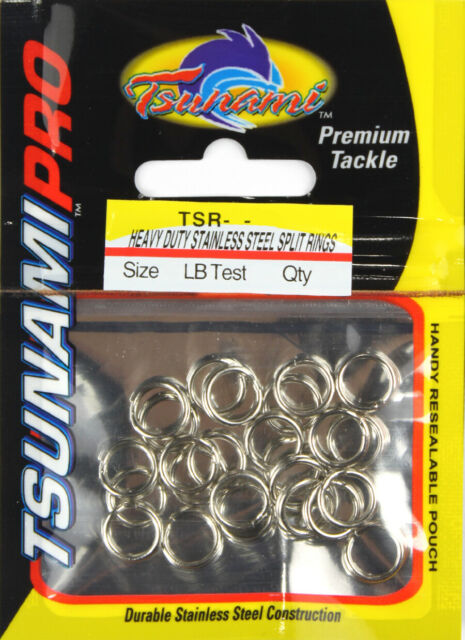 Tsunami
TM
Premium
Tackle
TSUNAMI PRO
TM
TSR- -
HEAVY DUTY STAINLESS STEEL SPLIT RINGS
Size LB Test Qty
HANDY RESEALABLE POUCH
Durable Stainless Steel Construction